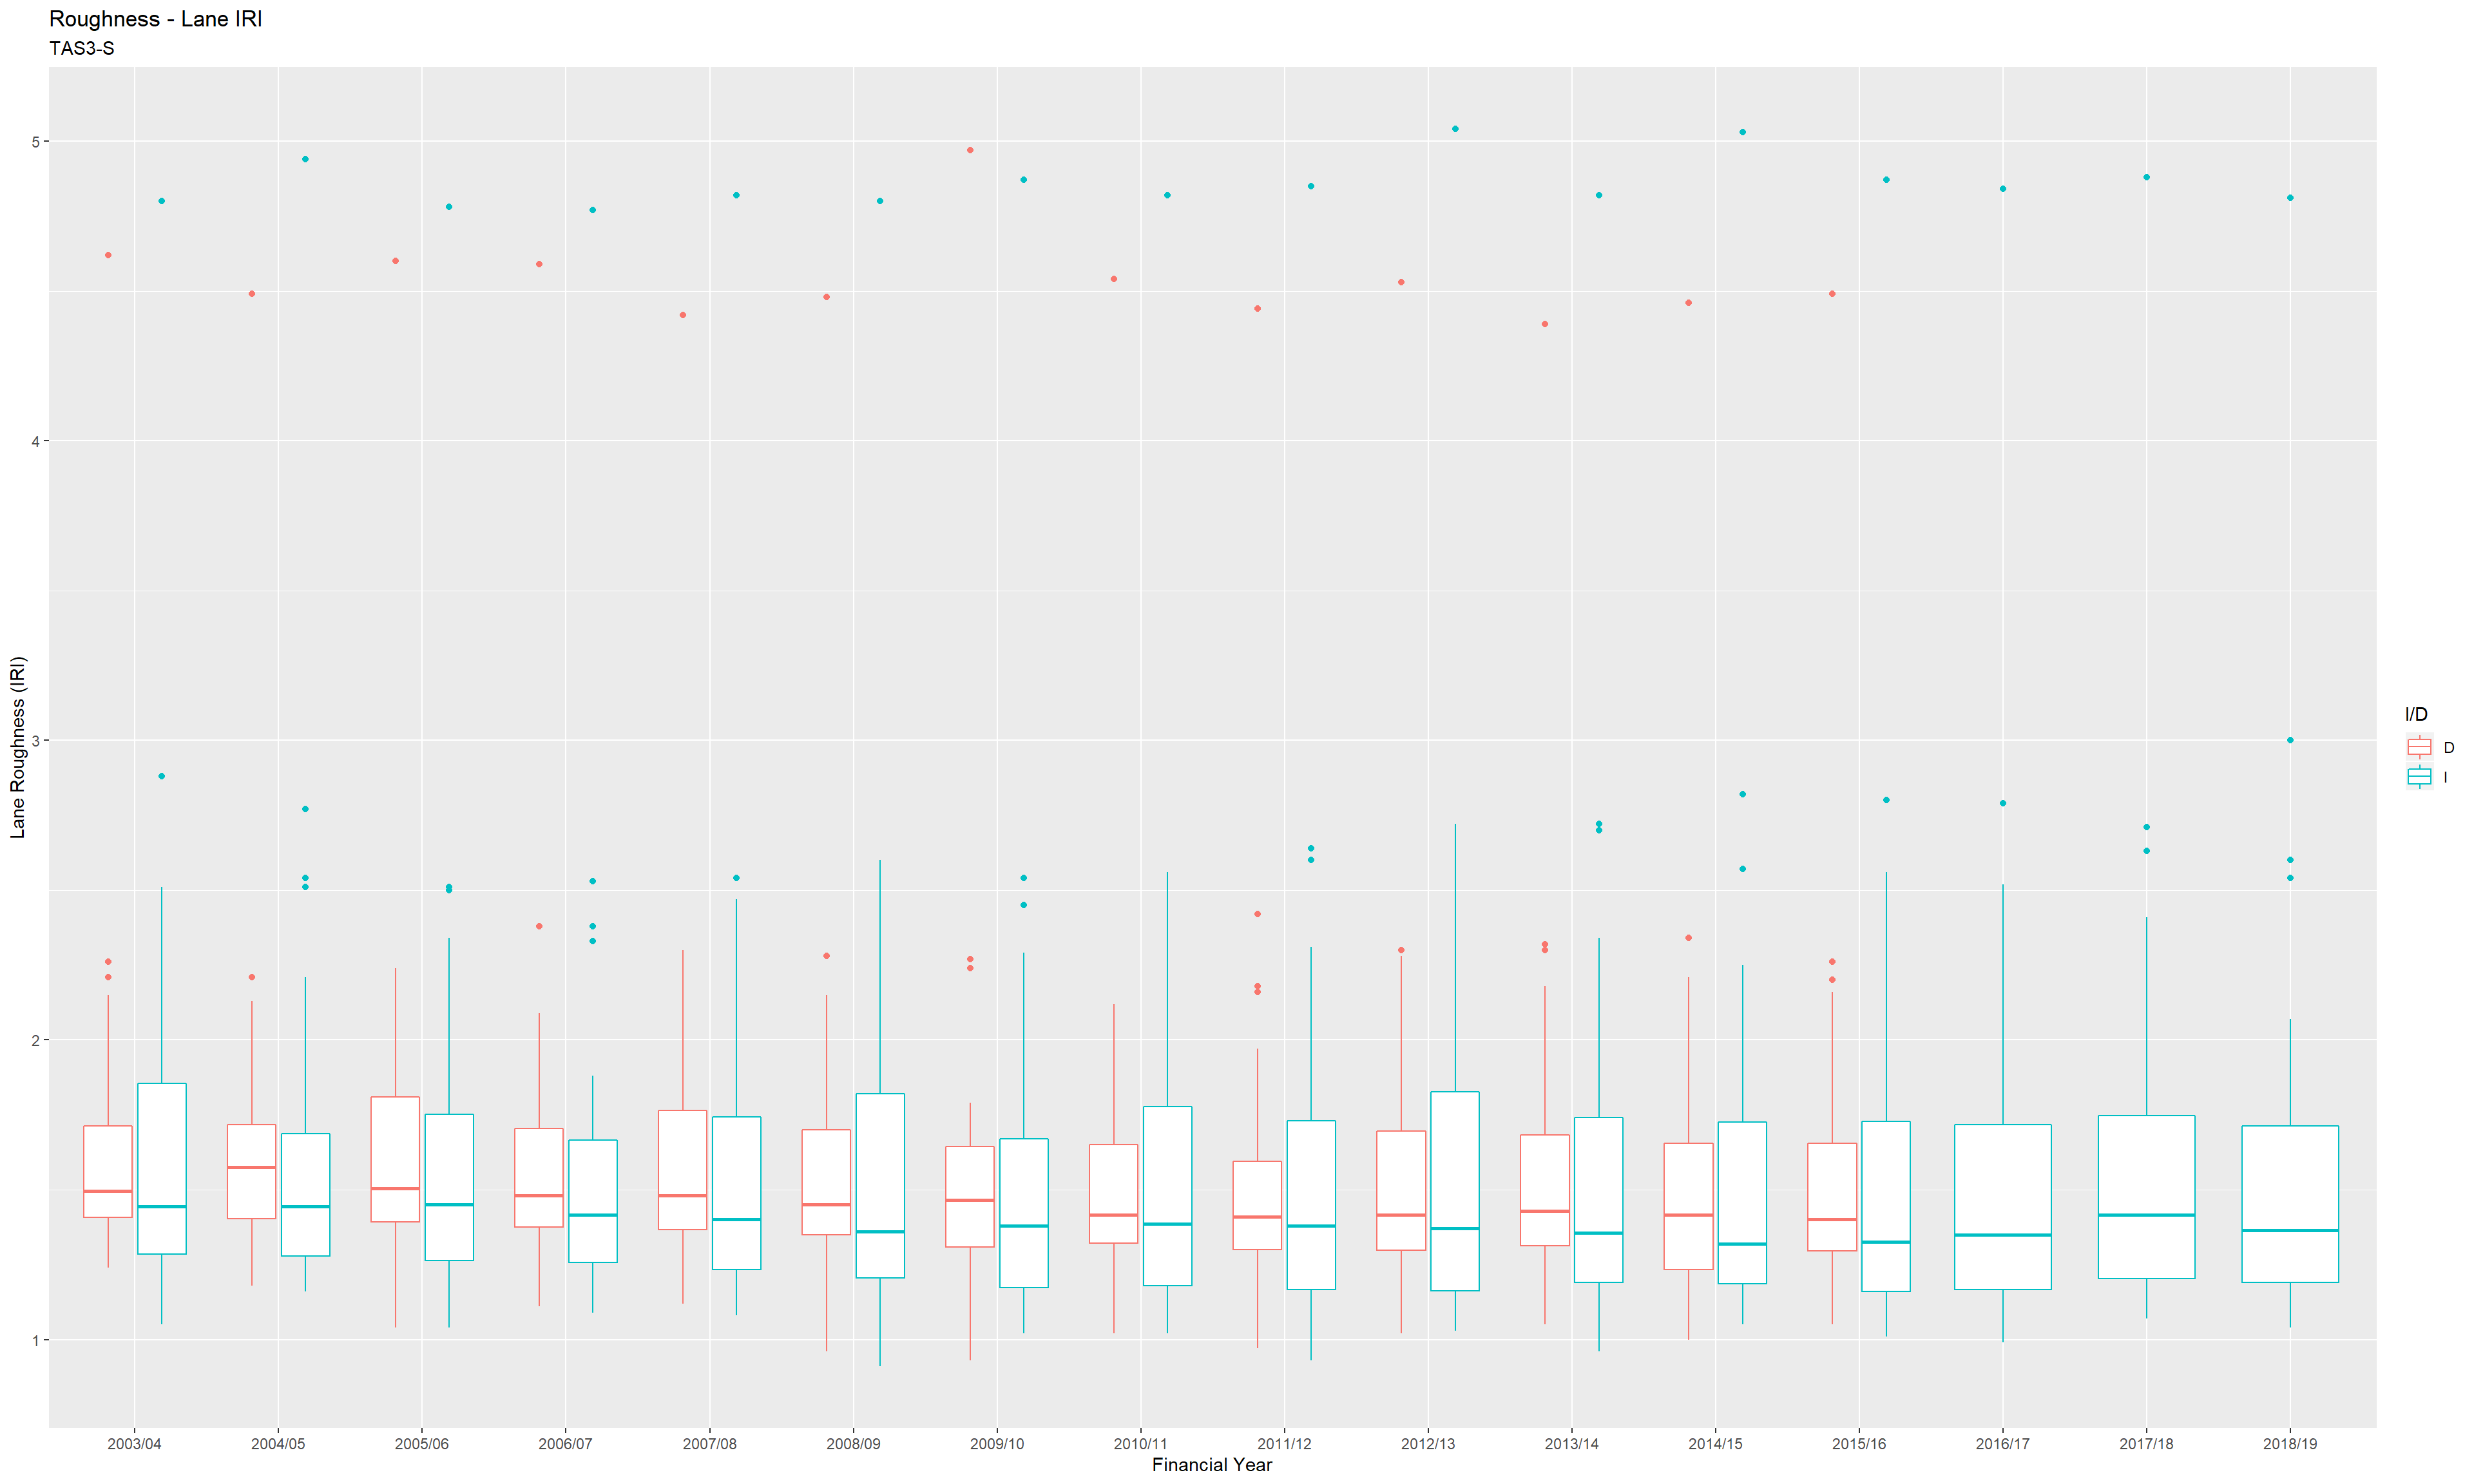 Roughness - Lane IRI
TAS3-S
Lane Roughness (IRI)
5
4
3
2
1
2003/04 2004/05 2005/06 2006/07 2007/08 2008/09 2009/10 2010/11 2011/12 2012/13 2013/14 2014/15 2015/16 2016/17 2017/18 2018/19
Financial Year
I/D
D
I